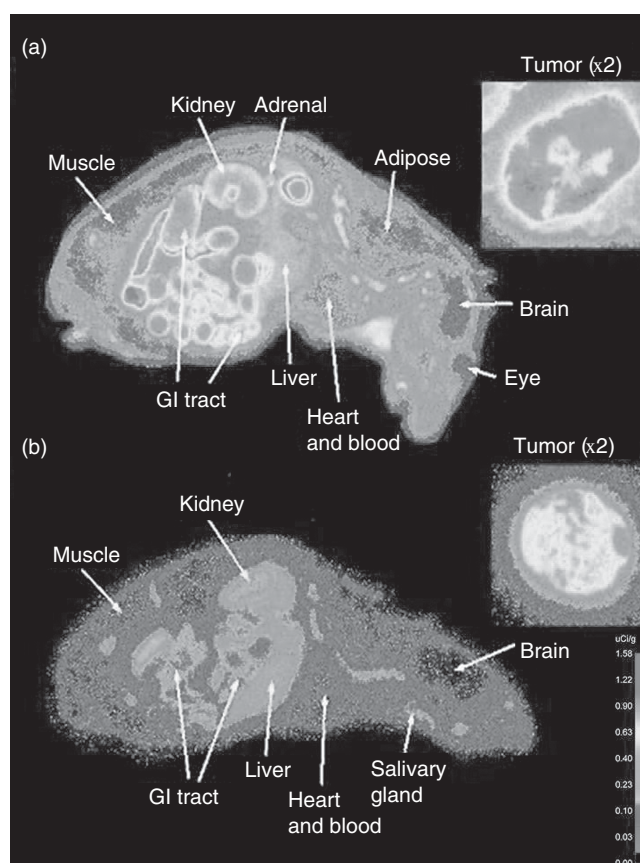 (a)
Tumor (x2)
Kidney
Adrenal
Muscle
Adipose
Brain
Eye
Liver
GI tract
Heart
and blood
(b)
Tumor (x2)
Kidney
Muscle
Brain
uCi/g
1.58
1.22
0.90
0.63
0.40
0.23
0.10
0.03
0.00
Liver
GI tract
Salivary
gland
Heart
and blood